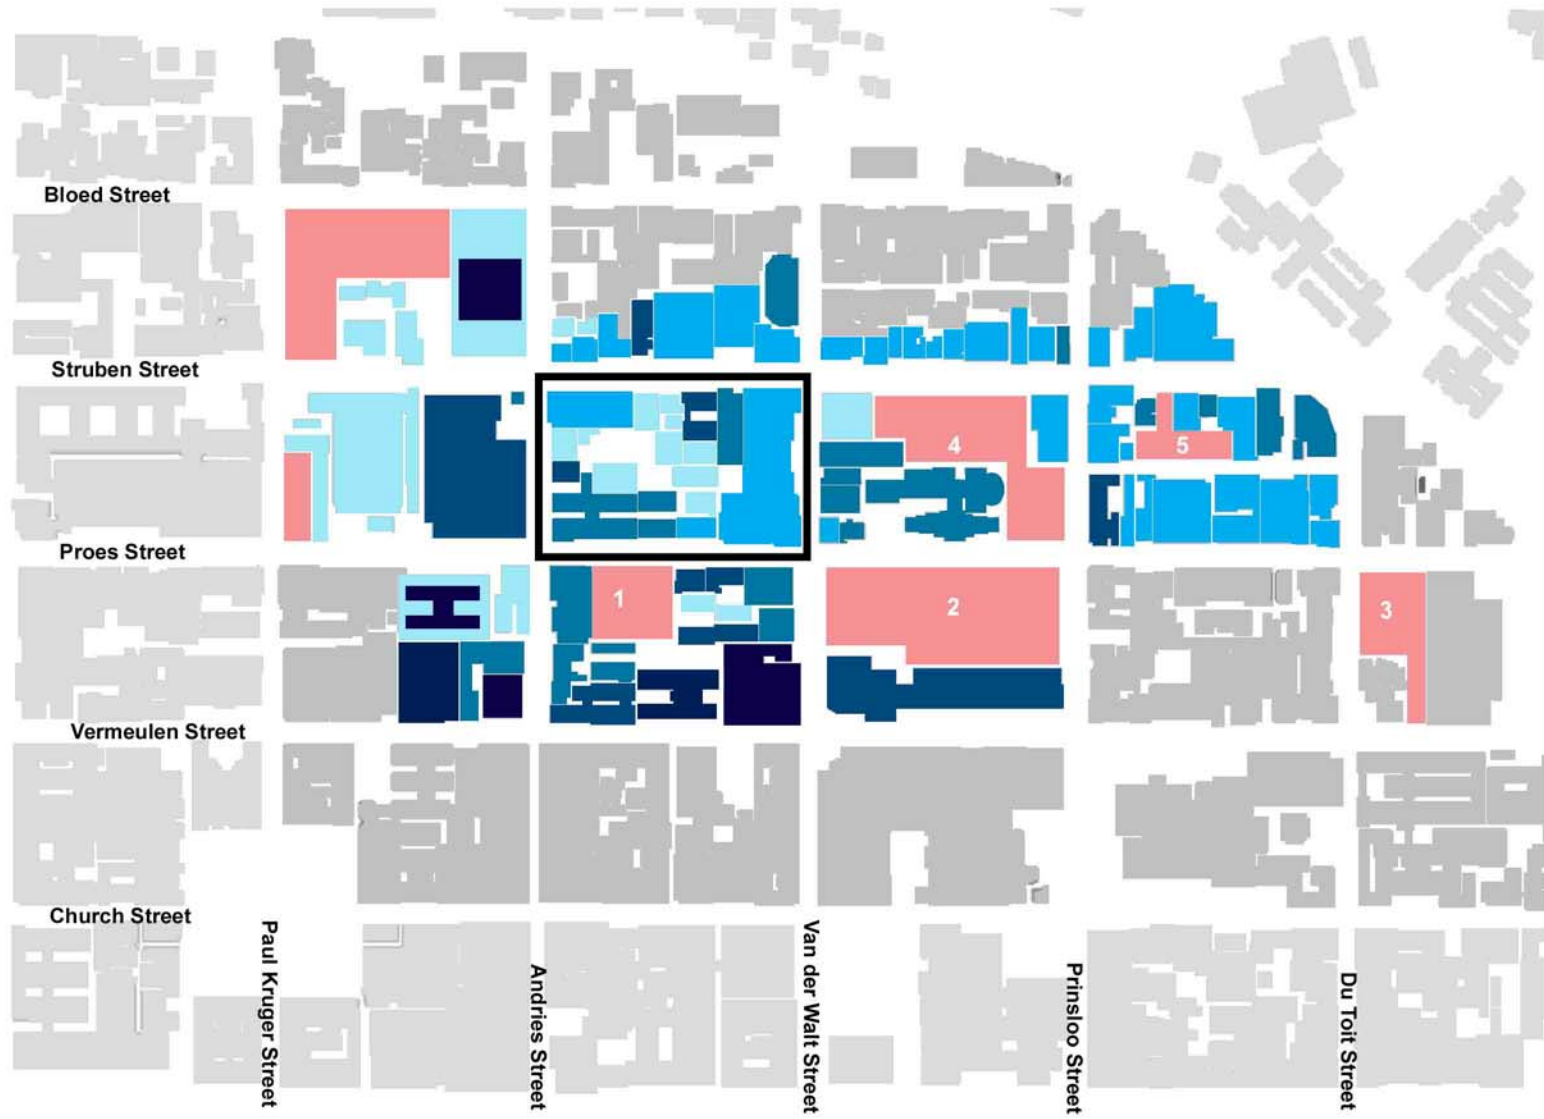 Bloed Street
Struben Street
4
5
Proes Street
1
2
3
Vermeulen Street
Church Street
Paul Kruger Street
Andries Street
Van der Walt Street
Prinsloo Street
Du Toit Street